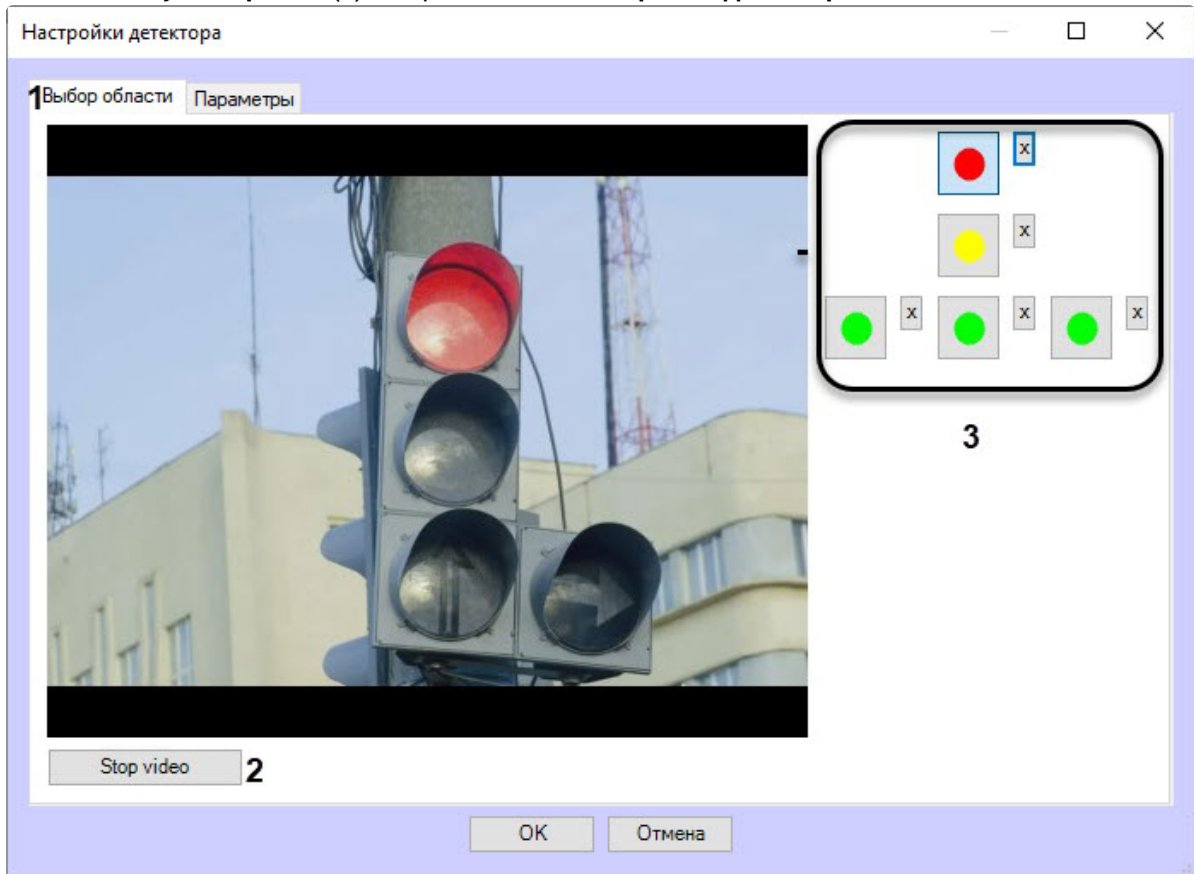 Настройки детектора
1 Выбор области Параметры
x
x
x x x
3
Stop video 2
OK Отмена